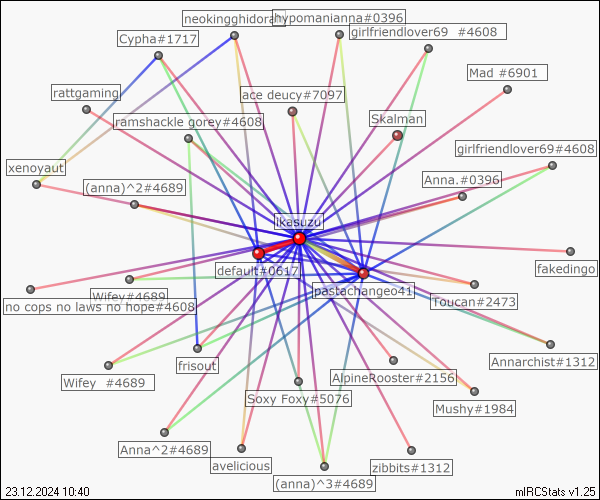 neokingghidorah
hypomanianna#0396
girlfriendlover69  #4608
Cypha#1717
Mad #6901
rattgaming
ace deucy#7097
ramshackle gorey#4608
Skalman
girlfriendlover69#4608
xenoyaut
(anna)^2#4689
Anna.#0396
ikasuzu
default#0617
fakedingo
pastachangeo41
Wifey#4689
no cops no laws no hope#4608
Toucan#2473
frisout
Annarchist#1312
Wifey  #4689
AlpineRooster#2156
Soxy Foxy#5076
Mushy#1984
Anna^2#4689
avelicious
(anna)^3#4689
zibbits#1312
23.12.2024 10:40
mIRCStats v1.25